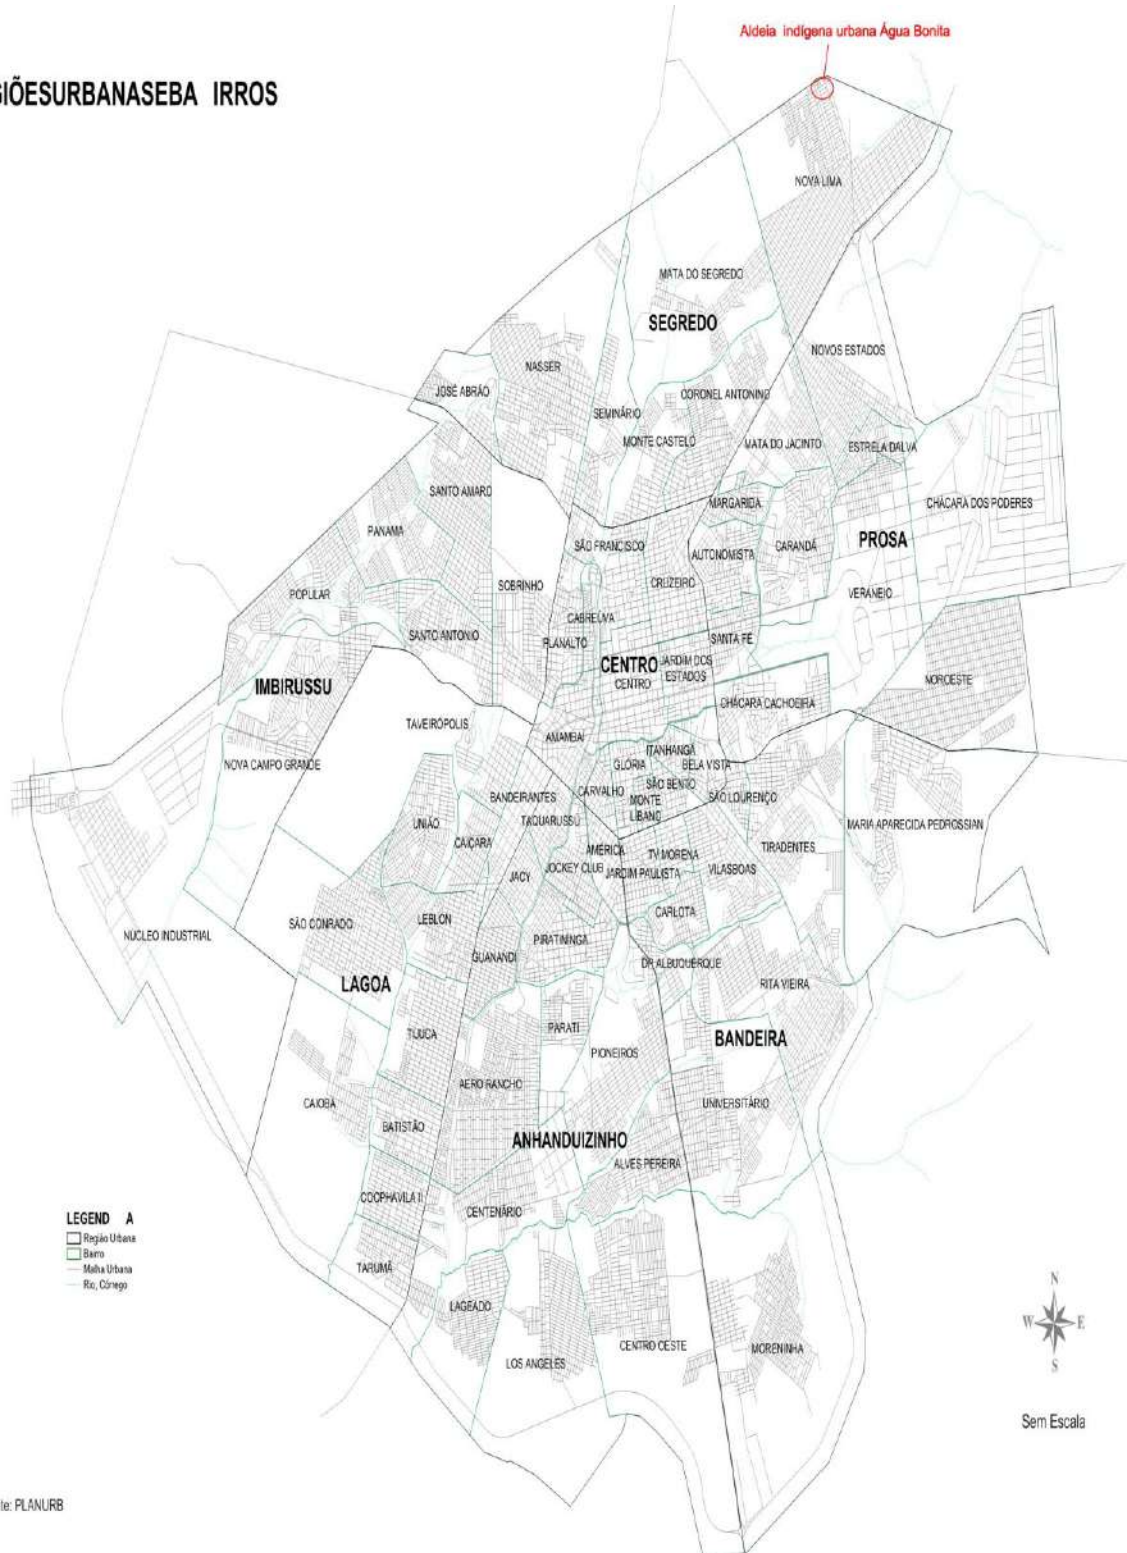 Aldeia indígena urbana Água Bonita
GIÕESURBANASEBA IRROS
NOVA LIMA
MATA DO SEGREDO
SEGREDO
NOVOS ESTADOS
NASSER
JOSÉ ABRÃO
CORONEL ANTONINO
SEMINÁRIO
MONTE CASTELO
MATA DO JACINTO
ESTRELA DALVA
SANTO AMARO
MARGARIDA
CHÁCARA DOS PODERES
PANAMA
SÃO FRANCISCO
AUTONOMISTA
CARANDÁ
PROSA
CRUZEIRO
SOBRINHO
POPULAR
VERANEIO
CABREÚVA
SANTO ANTONIO
PLANALTO
SANTA FÉ
CENTRO
JARDIM DOS
ESTADOS
CENTRO
IMBIRUSSU
NOROESTE
CHÁCARA CACHOEIRA
TAVEIRÓPOLIS
AMAMBAI
ITANHANGÁ
NOVA CAMPO GRANDE
GLÓRIA
BELA VISTA
SÃO BENTO
CARVALHO
BANDEIRANTES
SÃO LOURENÇO
MONTE
LIBANO
TAQUARUSSÚ
UNIÃO
MARIA APARECIDA PEDROSSIAN
CAIÇARA
TIRADENTES
AMÉRICA
TV MORENA
JOCKEY CLUB
JARDIM PAULISTA
VILASBOAS
JACY
CARLOTA
LEBLON
SÃO CONRADO
NÚCLEO INDUSTRIAL
PIRATININGA
GUANANDI
DR ALBUQUERQUE
RITA VIEIRA
LAGOA
TIJUCA
PARATI
BANDEIRA
PIONEIROS
AERO RANCHO
CAIOBÁ
UNIVERSITÁRIO
BATISTÃO
ANHANDUIZINHO
ALVES PEREIRA
COOPHAVILA II
CENTENÁRIO
TARUMÃ
LAGEADO
LOS ANGELES
CENTRO OESTE
MORENINHA
LEGEND A
Região Urbana
Bairro
Malha Urbana
Rio, Córrego
N
W E
S
Sem Escala
te: PLANURB